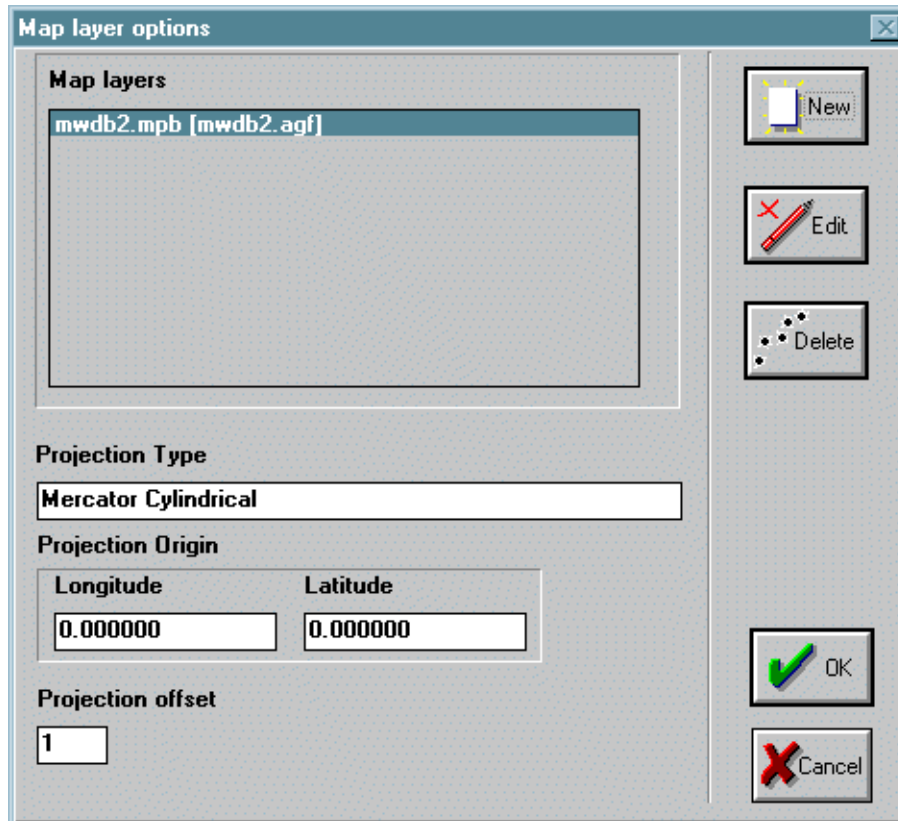 Map layer options
Map layers
mwdb2.mpb [mwdb2.agf]
New
Edit
Delete
Projection Type
Mercator Cylindrical
Projection Origin
Longitude Latitude
0.000000 0.000000
Projection offset
1
OK
Cancel